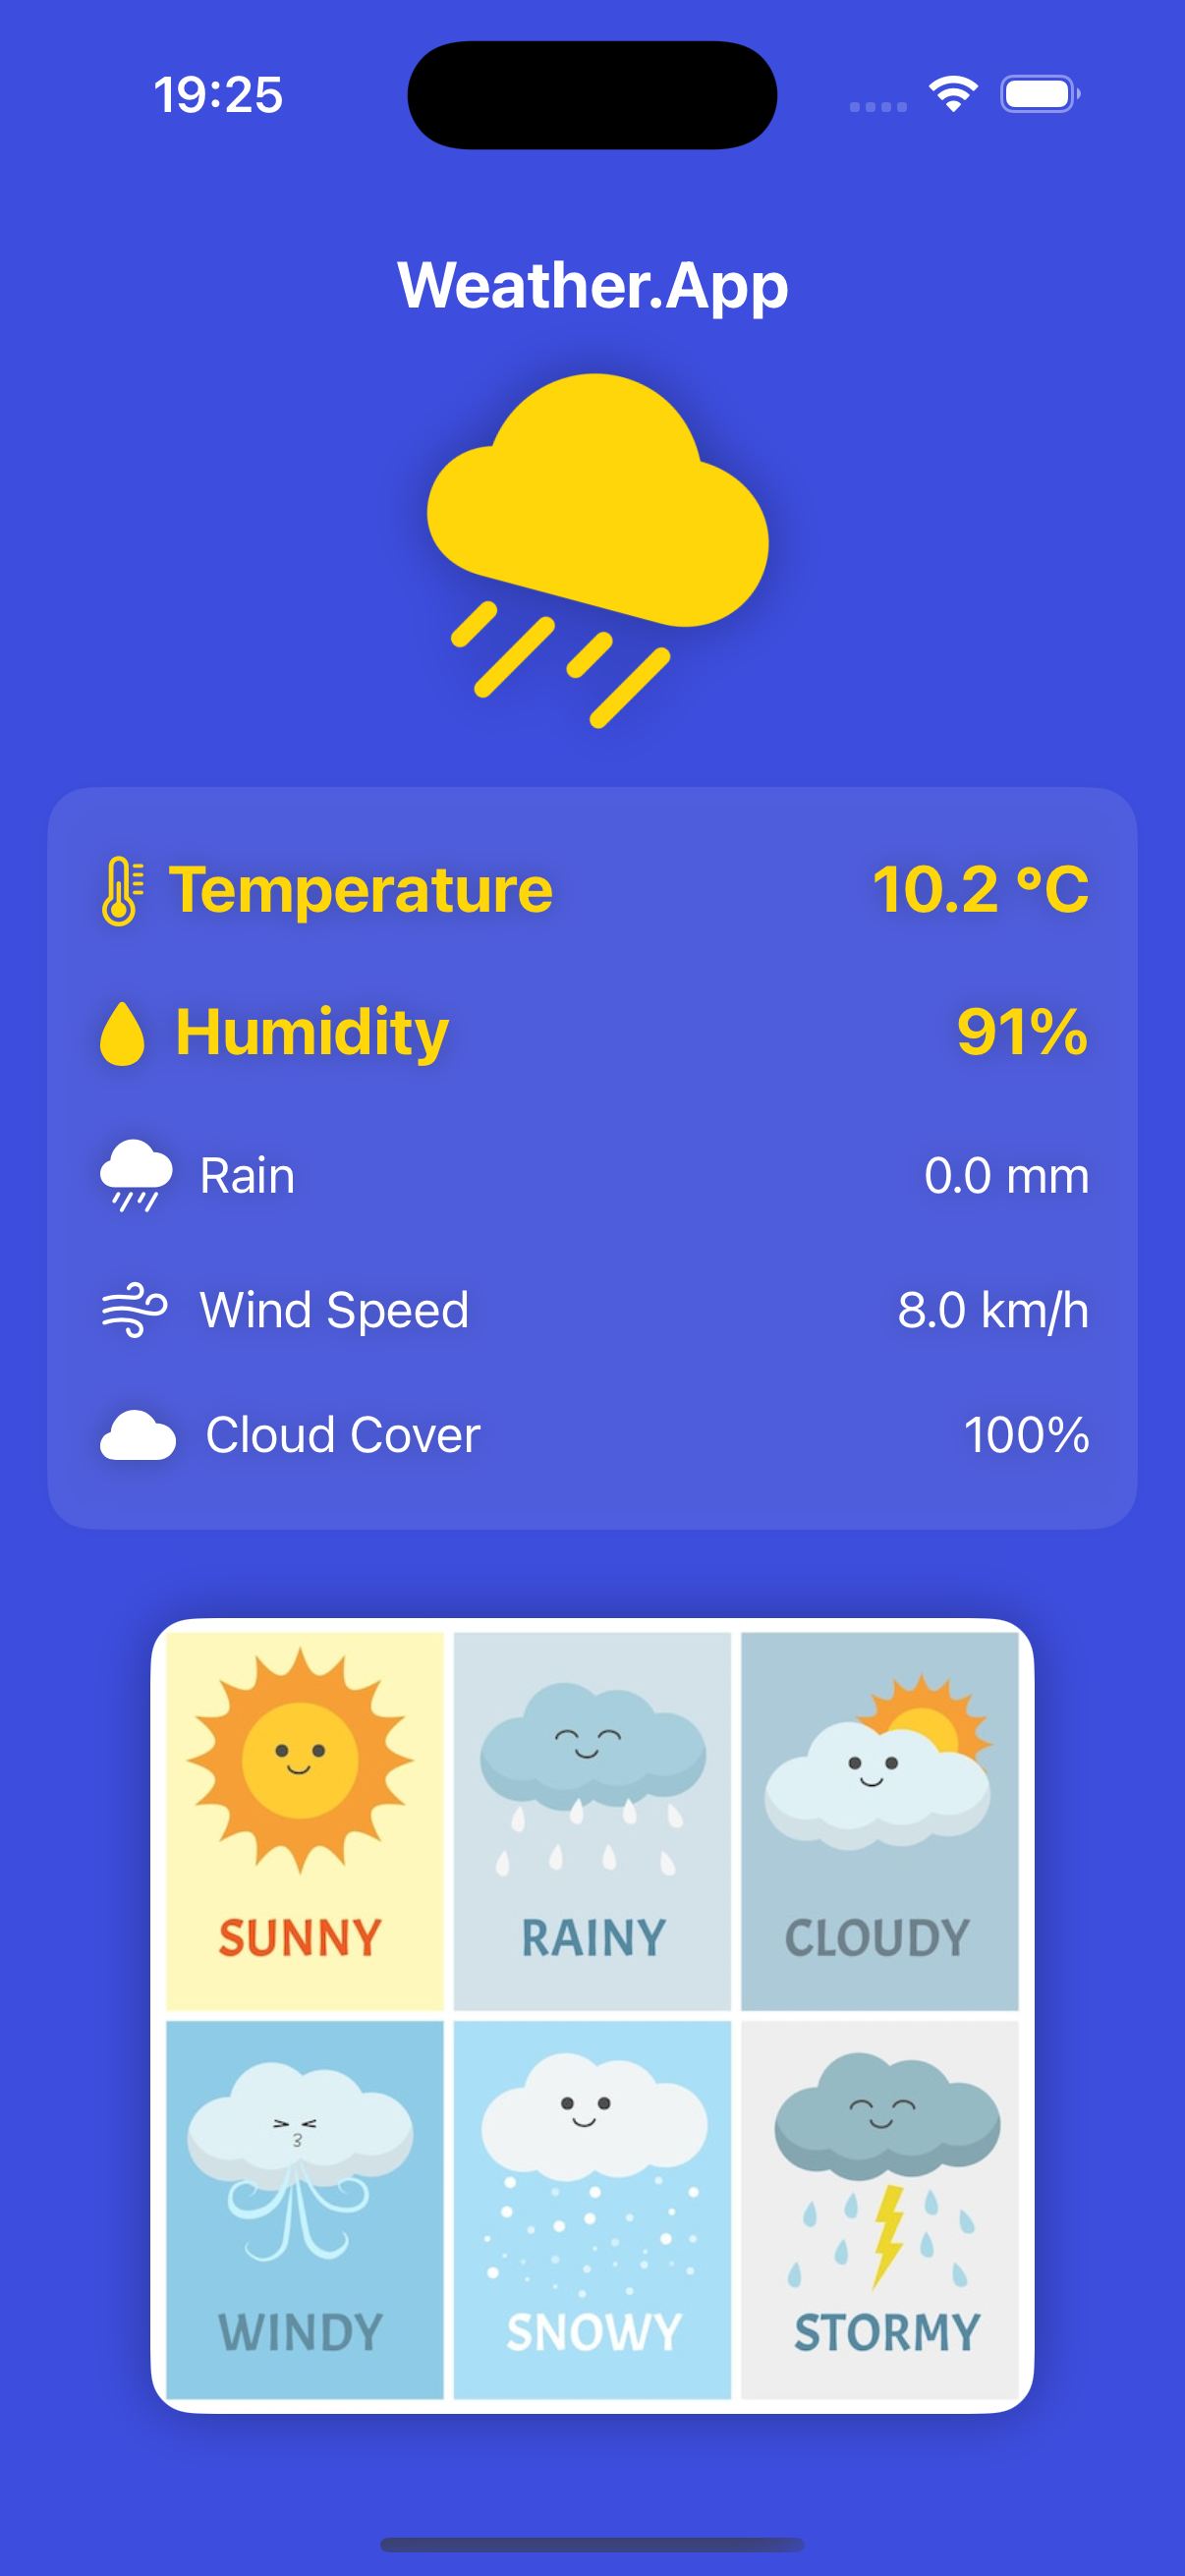 19:25
Weather.App
Temperature 10.2 °C
Humidity 91%
Rain 0.0 mm
Wind Speed 8.0 km/h
Cloud Cover 100%
SUNNY RAINY CLOUDY
WINDY SNOWY STORMY